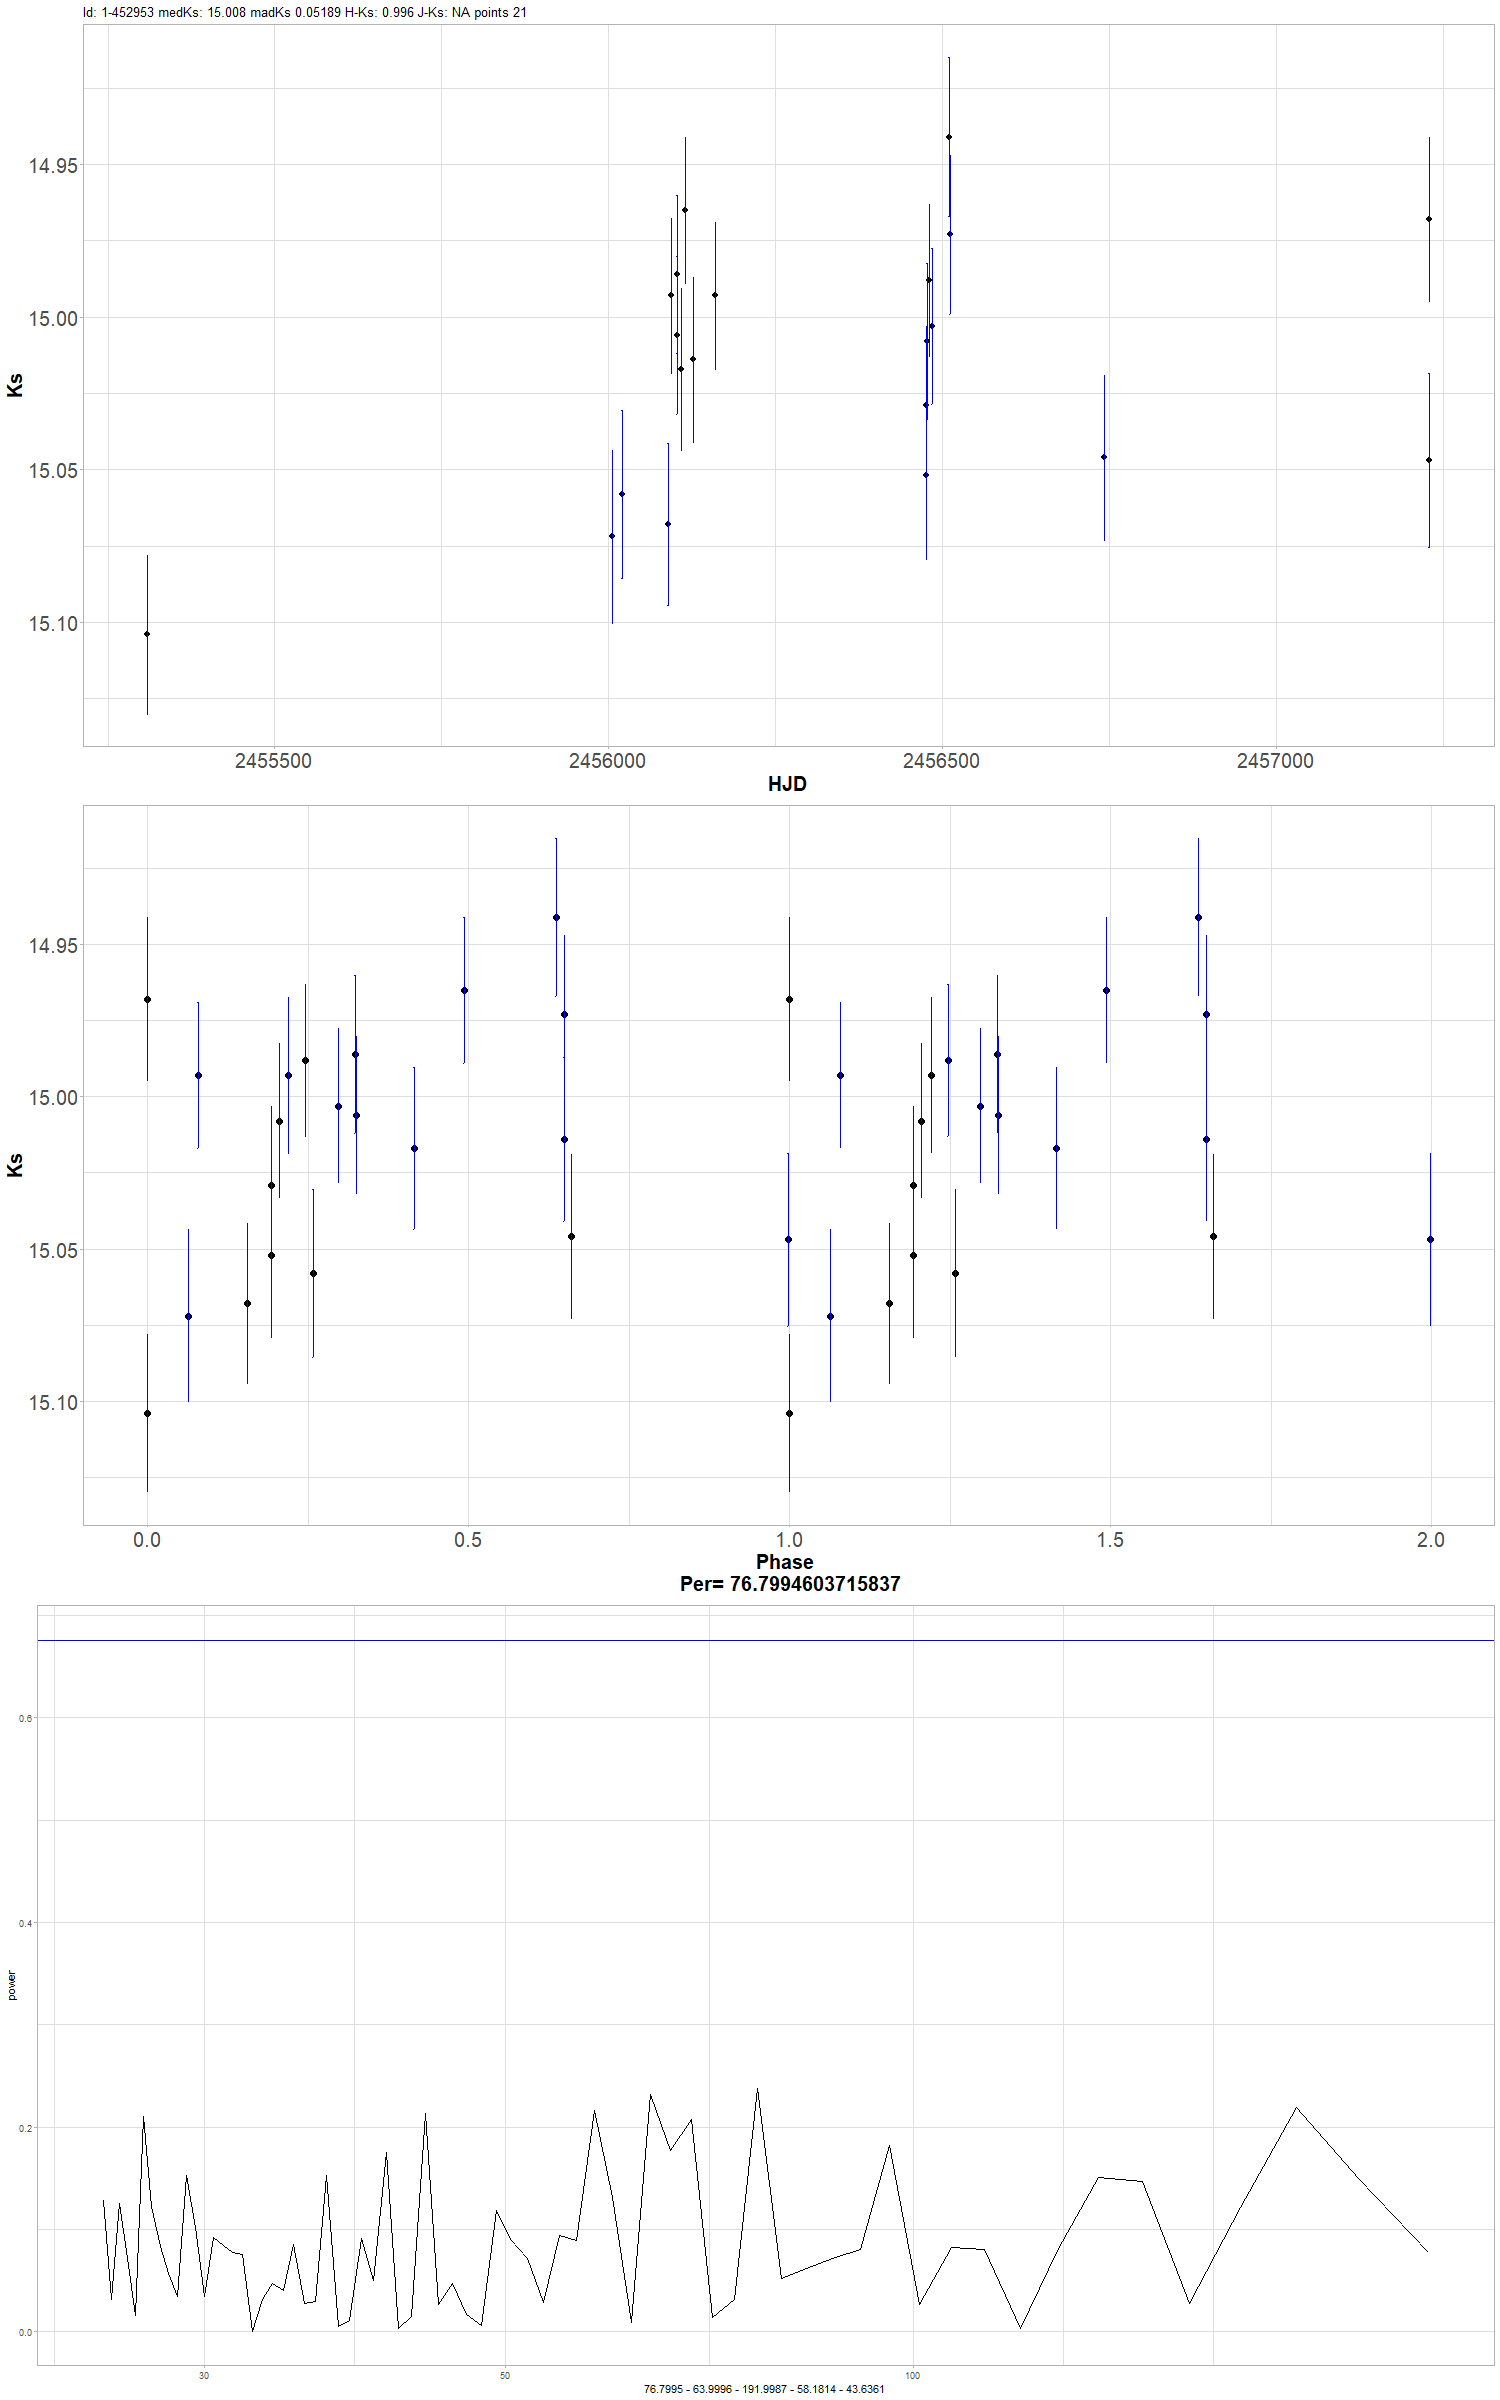 Id: 1-452953 medKs: 15.008 madKs 0.05189 H-Ks: 0.996 J-Ks: NA points 21
14.95
15.00
Ks
15.05
15.10
2455500 2456000 2456500 2457000
HJD
14.95
15.00
Ks
15.05
15.10
0.0 0.5 1.0 1.5 2.0
Phase
Per= 76.7994603715837
0.6
0.4
power
0.2
0.0
30 50 100
76.7995 - 63.9996 - 191.9987 - 58.1814 - 43.6361